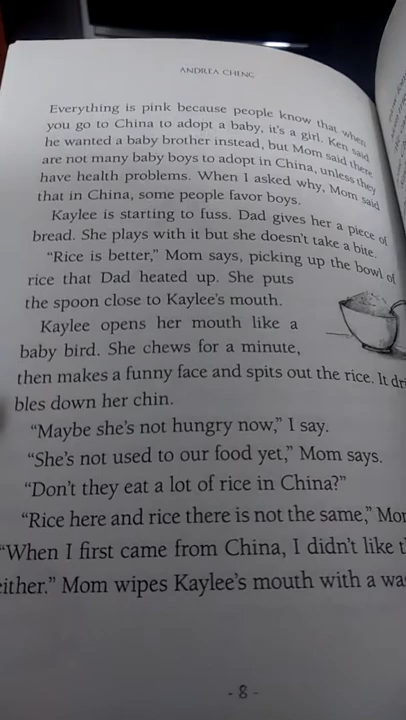 ANDREA CHENG
Everything is pink because people know that when
you go to China to adopt a baby, it's a girl. Ken said
he wanted a baby brother instead, but Mom said there
are not many baby boys to adopt in China, unless they
have health problems. When I asked why, Mom said
that in China, some people favor boys.
Kaylee is starting to fuss. Dad gives her a piece of
bread. She plays with it but she doesn't take a bite.
"Rice is better," Mom says, picking up the bowl of
rice that Dad heated up. She puts
the spoon close to Kaylee's mouth.
Kaylee opens her mouth like a
baby bird. She chews for a minute,
then makes a funny face and spits out the rice. It dri
bles down her chin.
"Maybe she's not hungry now," I say.
"She's not used to our food yet," Mom says.
"Don't they eat a lot of rice in China?"
"Rice here and rice there is not the same," Mo
"When I first came from China, I didn't like t
either." Mom wipes Kaylee's mouth with a wa
- 8 -